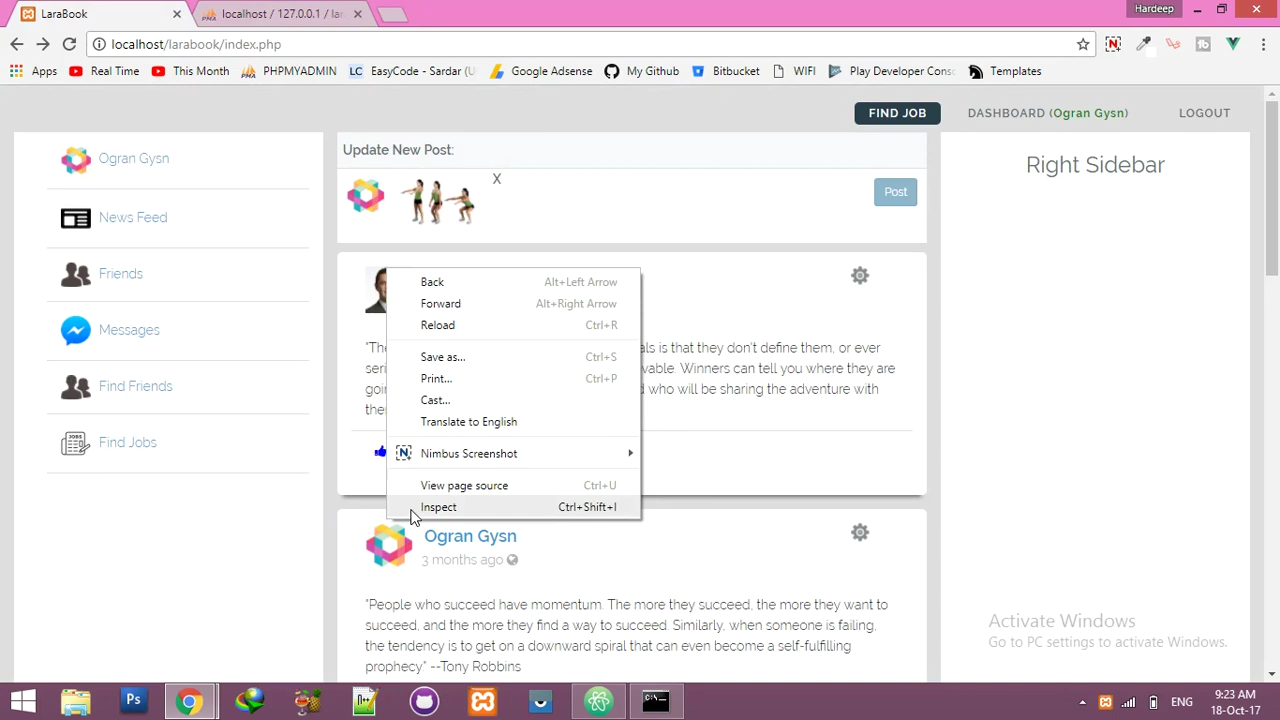 Hardeep
LaraBook
localhost / 127.0.0.1 / lar
localhost/larabook/index.php
Apps Real Time This Month PHPMYADMIN EasyCode - Sardar (U Google Adsense My Github Bitbucket WIFI Play Developer Conso Templates
FIND JOB DASHBOARD (Ogran Gysn) LOGOUT
Ogran Gysn
News Feed
Friends
Messages
Find Friends
Find Jobs
Update New Post:
X
Post
Right Sidebar
Back Alt+Left Arrow
Forward Alt+Right Arrow
Reload Ctrl+R
Save as... Ctrl+S
Print... Ctrl+P
Cast...
Translate to English
Nimbus Screenshot
View page source Ctrl+U
Inspect Ctrl+Shift+I
als is that they don't define them, or ever
vable. Winners can tell you where they are
d who will be sharing the adventure with
Ogran Gysn
3 months ago
"People who succeed have momentum. The more they succeed, the more they want to
succeed, and the more they find a way to succeed. Similarly, when someone is failing,
the tendency is to get on a downward spiral that can even become a self-fulfilling
prophecy" --Tony Robbins
Activate Windows
Go to PC settings to activate Windows.
ENG
9:23 AM
18-Oct-17